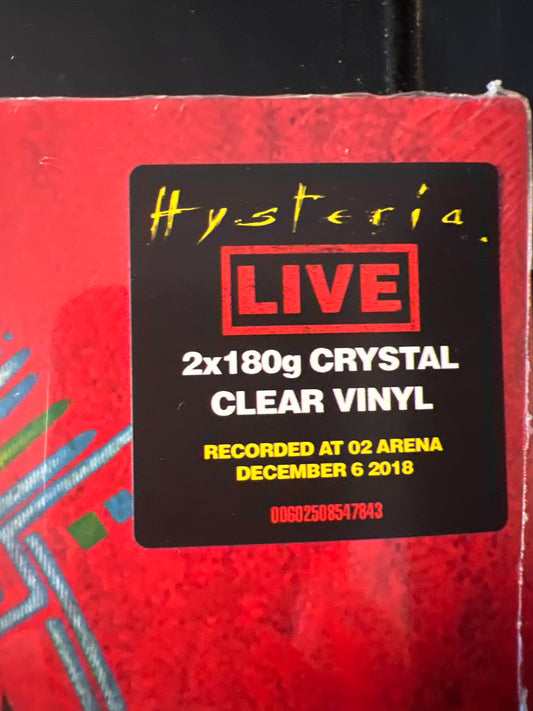 Hysteria.
LIVE
2x180g CRYSTAL
CLEAR VINYL
RECORDED AT 02 ARENA
DECEMBER 6 2018
00602508547843